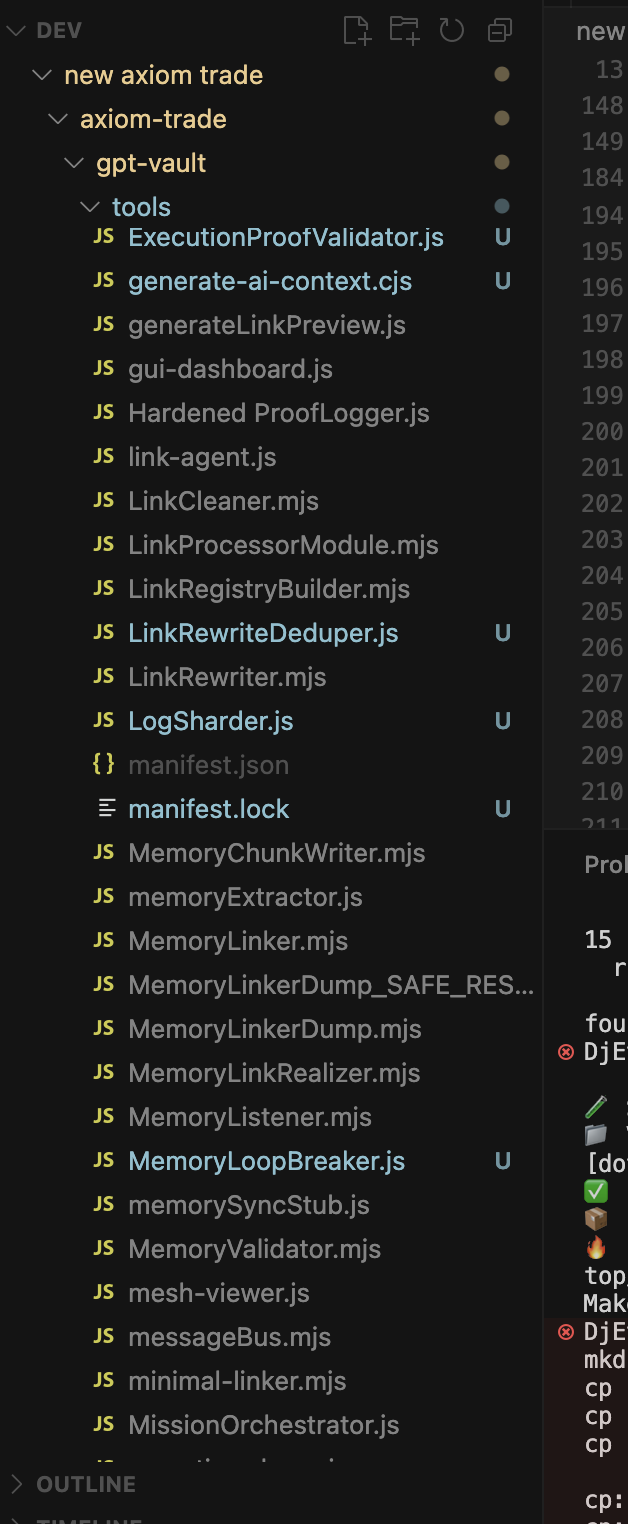 DEV
new axiom trade
axiom-trade
gpt-vault
tools
JS ExecutionProofValidator.js U
JS generate-ai-context.cjs U
JS generateLinkPreview.js
JS gui-dashboard.js
JS Hardened ProofLogger.js
JS link-agent.js
JS LinkCleaner.mjs
JS LinkProcessorModule.mjs
JS LinkRegistryBuilder.mjs
JS LinkRewriteDeduper.js U
JS LinkRewriter.mjs
JS LogSharder.js U
{} manifest.json
manifest.lock U
JS MemoryChunkWriter.mjs
JS memoryExtractor.js
JS MemoryLinker.mjs
JS MemoryLinkerDump_SAFE_RES...
JS MemoryLinkerDump.mjs
JS MemoryLinkRealizer.mjs
JS MemoryListener.mjs
JS MemoryLoopBreaker.js U
JS memorySyncStub.js
JS MemoryValidator.mjs
JS mesh-viewer.js
JS messageBus.mjs
JS minimal-linker.mjs
JS MissionOrchestrator.js
OUTLINE
TIMELINE
new
13
148
149
184
194
195
196
197
198
199
200
201
202
203
204
205
206
207
208
209
210
211
15
r
fou
DjE
[do
top
Make
DjE
mkd
cp
cp
cp
cp:
cp: